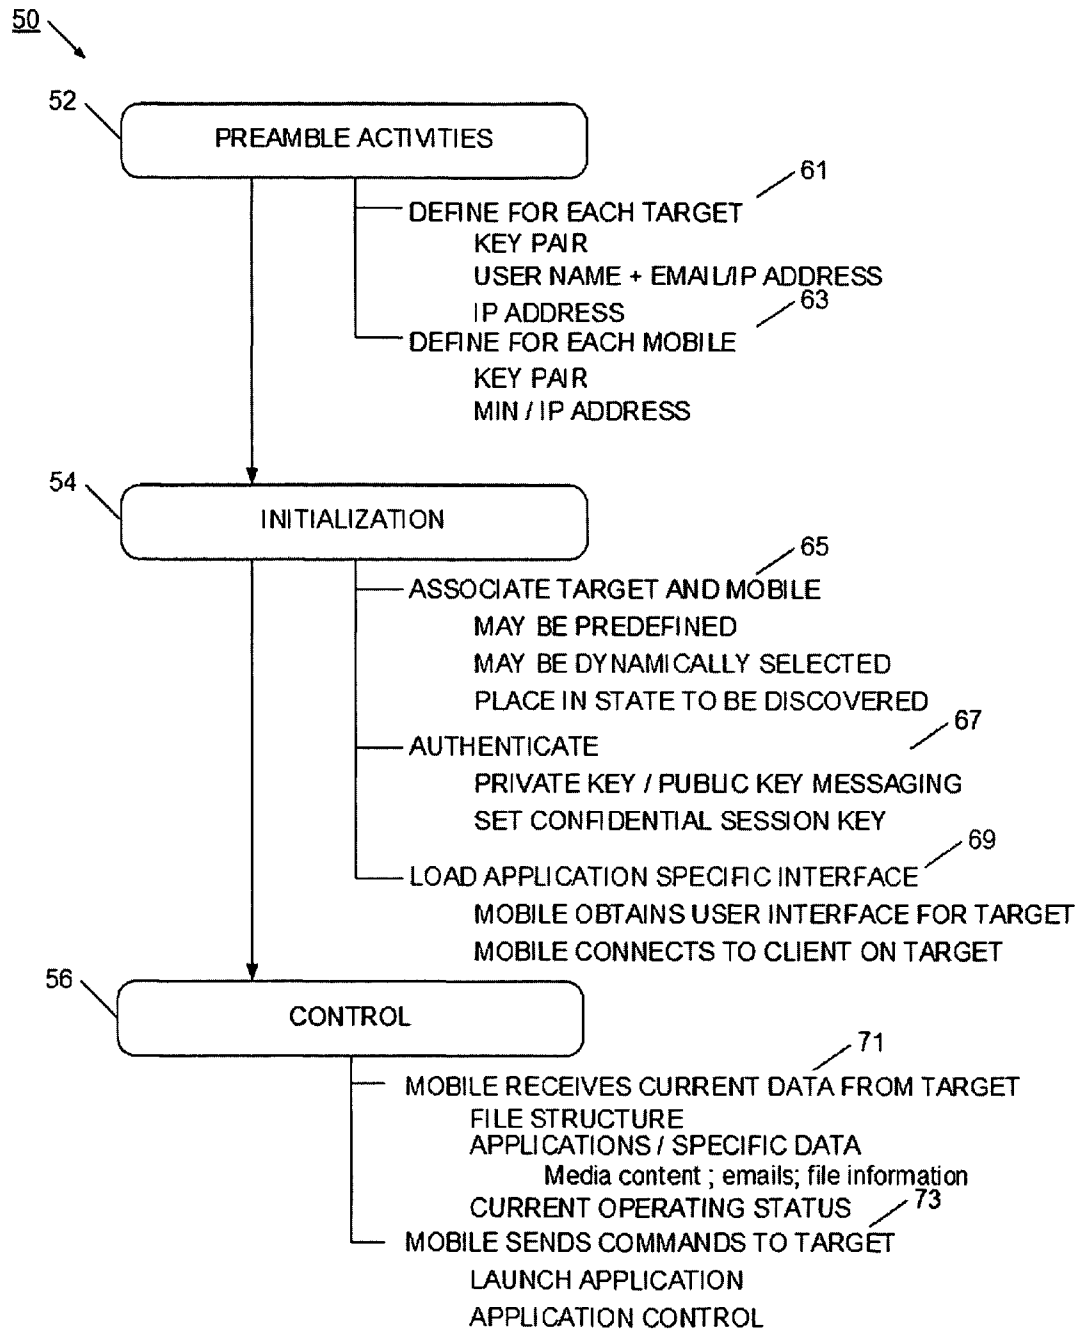 50
52
PREAMBLE ACTIVITIES
61
DEFINE FOR EACH TARGET
KEY PAIR
USER NAME + EMAIL/IP ADDRESS
IP ADDRESS
63
DEFINE FOR EACH MOBILE
KEY PAIR
MIN / IP ADDRESS
54
INITIALIZATION
65
ASSOCIATE TARGET AND MOBILE
MAY BE PREDEFINED
MAY BE DYNAMICALLY SELECTED
PLACE IN STATE TO BE DISCOVERED
67
AUTHENTICATE
PRIVATE KEY / PUBLIC KEY MESSAGING
SET CONFIDENTIAL SESSION KEY
69
LOAD APPLICATION SPECIFIC INTERFACE
MOBILE OBTAINS USER INTERFACE FOR TARGET
MOBILE CONNECTS TO CLIENT ON TARGET
56
CONTROL
71
MOBILE RECEIVES CURRENT DATA FROM TARGET
FILE STRUCTURE
APPLICATIONS / SPECIFIC DATA
Media content ; emails; file information
CURRENT OPERATING STATUS
73
MOBILE SENDS COMMANDS TO TARGET
LAUNCH APPLICATION
APPLICATION CONTROL